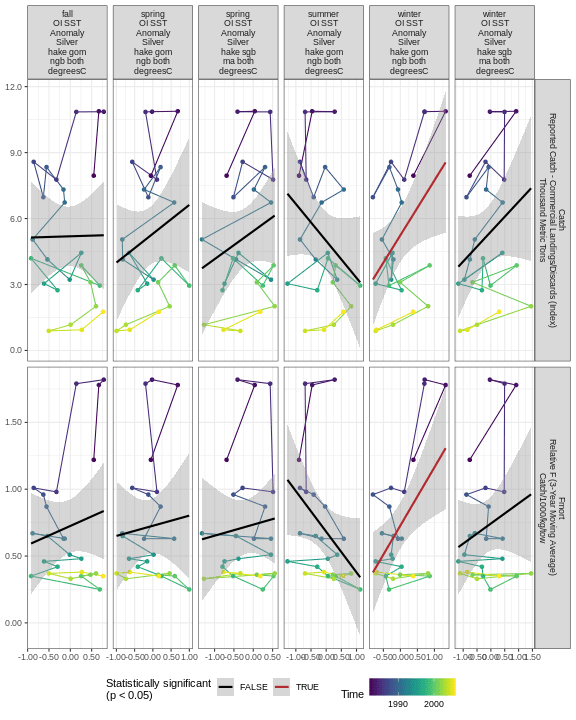 fall
OI SST
Anomaly
Silver
hake gom
ngb both
degreesC
spring
OI SST
Anomaly
Silver
hake gom
ngb both
degreesC
spring
OI SST
Anomaly
Silver
hake sgb
ma both
degreesC
summer
OI SST
Anomaly
Silver
hake gom
ngb both
degreesC
winter
OI SST
Anomaly
Silver
hake gom
ngb both
degreesC
winter
OI SST
Anomaly
Silver
hake sgb
ma both
degreesC
12.0
9.0
6.0
3.0
0.0
Catch
Reported Catch - Commercial Landings/Discards (Index)
Thousand Metric Tons
1.50
1.00
0.50
0.00
Fmort
Relative F (3-Year Moving Average)
Catch/1000/kg/tow
-1.00 -0.50 0.00 0.50
-1.00 -0.50 0.00 0.50 1.00
-1.00 -0.50 0.00 0.50
-1.00 -0.50 0.00 0.50 1.00
-0.50 0.00 0.50 1.00
-1.00 -0.50 0.00 0.50 1.00 1.50
Statistically significant
(p < 0.05)
FALSE
TRUE
Time
1990 2000